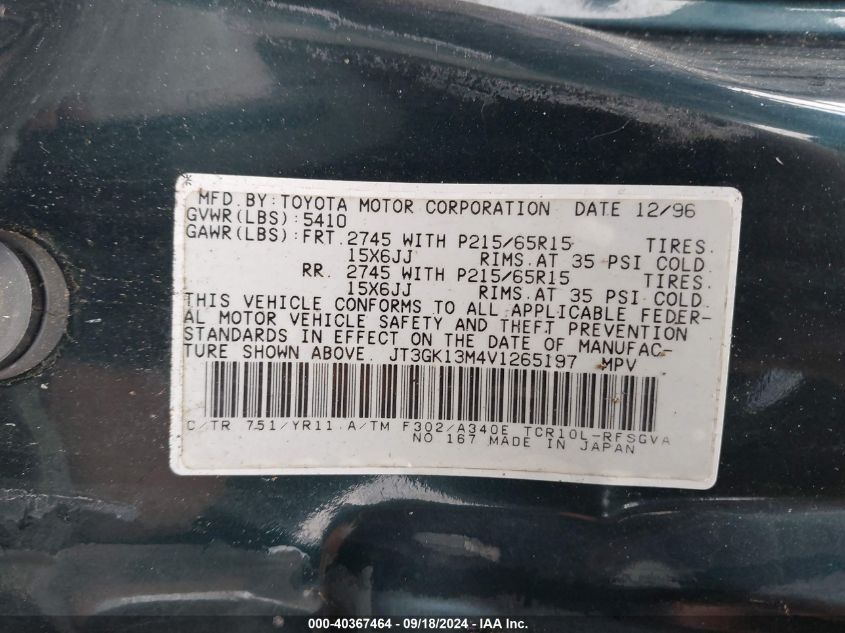 MFD.BY:TOYOTA MOTOR CORPORATION DATE 12/96
GVWR(LBS):5410
GAWR(LBS):FRT.2745 WITH P215/65R15 TIRES.
15X6JJ RIMS.AT 35 PSI COLD.
RR. 2745 WITH P215/65R15 TIRES.
15X6JJ RIMS.AT 35 PSI COLD.
THIS VEHICLE CONFORMS TO ALL APPLICABLE FEDER-
AL MOTOR VEHICLE SAFETY AND THEFT PREVENTION
STANDARDS IN EFFECT ON THE DATE OF MANUFAC-
TURE SHOWN ABOVE. JT3GK13M4V1265197 MPV
C/TR 751/YR11.A/TM F302/A340E TCR10L-RFSGVA
NO 167 MADE IN JAPAN
000-40367464 - 09/18/2024 - IAA Inc.